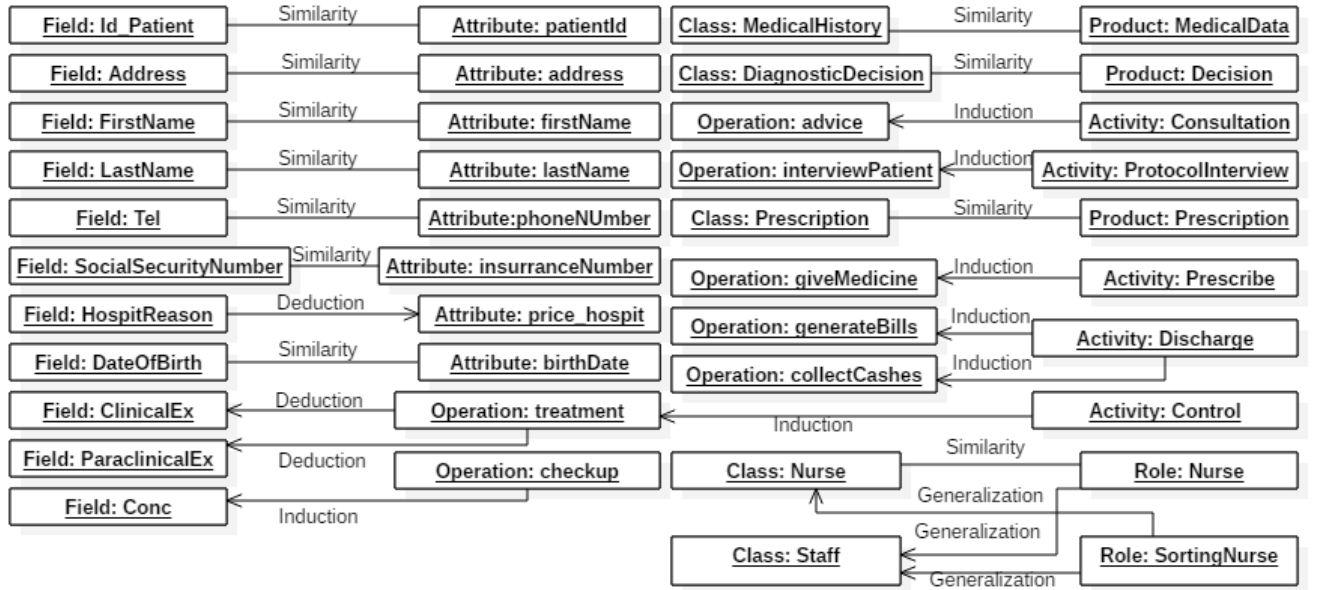 Field: Id_Patient Similarity Attribute: patientId Class: MedicalHistory Similarity Product: MedicalData
Field: Address Similarity Attribute: address Class: DiagnosticDecision Similarity Product: Decision
Field: FirstName Similarity Attribute: firstName Operation: advice Induction Activity: Consultation
Field: LastName Similarity Attribute: lastName Operation: interviewPatient Induction Activity: ProtocolInterview
Field: Tel Similarity Attribute:phoneNUmber Class: Prescription Similarity Product: Prescription
Field: SocialSecurityNumber Similarity Attribute: insurranceNumber Operation: giveMedicine Induction Activity: Prescribe
Field: HospitReason Deduction Attribute: price_hospit Operation: generateBills Induction Activity: Discharge
Field: DateOfBirth Similarity Attribute: birthDate Operation: collectCashes Induction
Field: ClinicalEx Deduction Operation: treatment Induction Activity: Control
Field: ParaclinicalEx Deduction Operation: checkup Class: Nurse Similarity Role: Nurse
Field: Conc Induction Generalization
Generalization
Class: Staff Generalization Role: SortingNurse